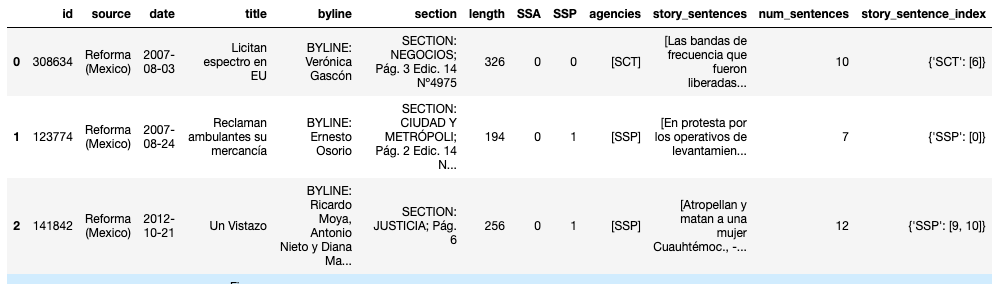 id source date title byline section length SSA SSP agencies story_sentences num_sentences story_sentence_index
0 308634 Reforma (Mexico) 2007-08-03 Licitan espectro en EU BYLINE: Verónica Gascón SECTION: NEGOCIOS; Pág. 3 Edic. 14 Nº4975 326 0 0 [SCT] [Las bandas de frecuencia que fueron liberadas... 10 {'SCT': [6]}
1 123774 Reforma (Mexico) 2007-08-24 Reclaman ambulantes su mercancía BYLINE: Ernesto Osorio SECTION: CIUDAD Y METRÓPOLI; Pág. 2 Edic. 14 N... 194 0 1 [SSP] [En protesta por los operativos de levantamien... 7 {'SSP': [0]}
2 141842 Reforma (Mexico) 2012-10-21 Un Vistazo BYLINE: Ricardo Moya, Antonio Nieto y Diana Ma... SECTION: JUSTICIA; Pág. 6 256 0 1 [SSP] [Atropellan y matan a una mujer Cuauhtémoc., -... 12 {'SSP': [9, 10]}